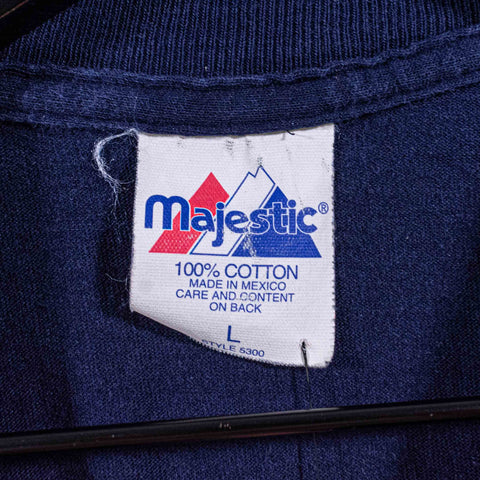 Majestic®
100% COTTON
MADE IN MEXICO
CARE AND CONTENT
ON BACK
L
STYLE 5300